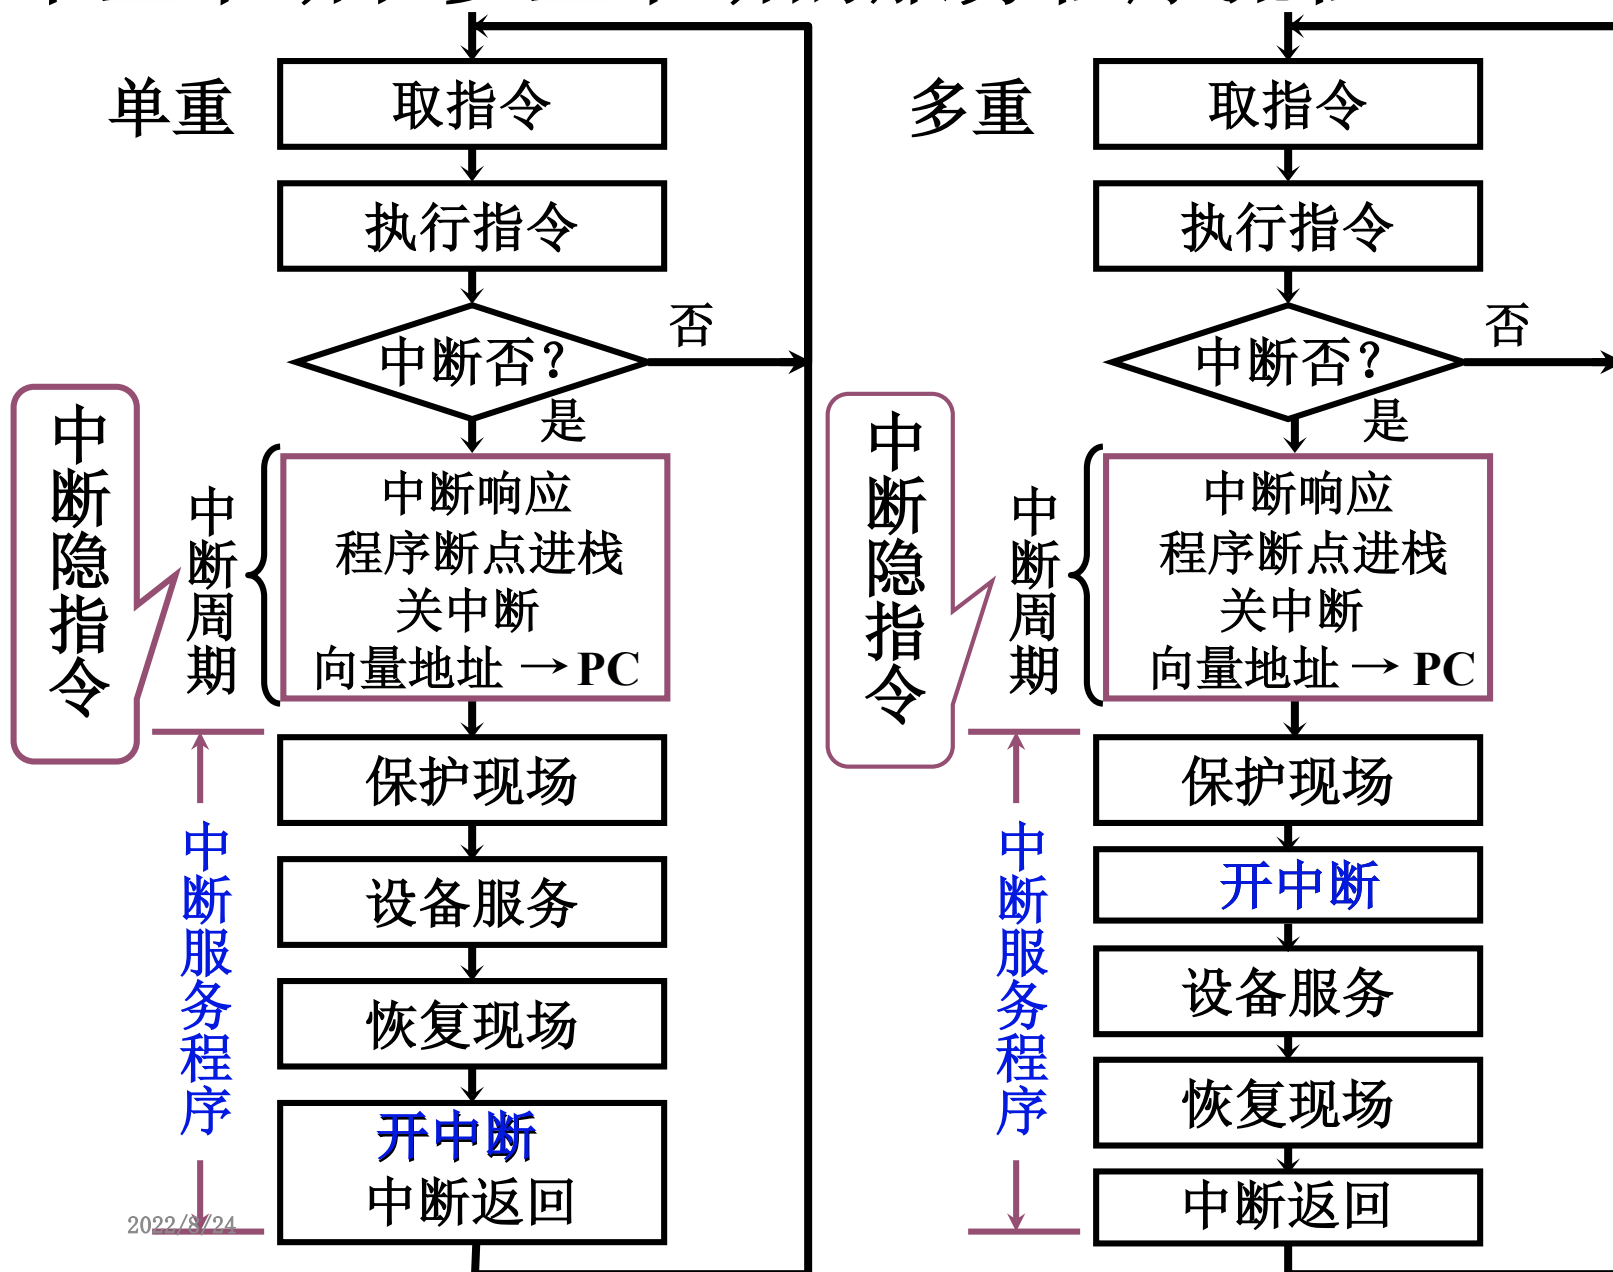 单重
取指令
执行指令
中断否？
否
是
中断隐指令
中断周期
中断响应
程序断点进栈
关中断
向量地址 → PC
保护现场
设备服务
恢复现场
开中断
中断返回
中断服务程序
2022/8/24
多重
取指令
执行指令
中断否？
否
是
中断隐指令
中断周期
中断响应
程序断点进栈
关中断
向量地址 → PC
保护现场
开中断
设备服务
恢复现场
中断返回
中断服务程序